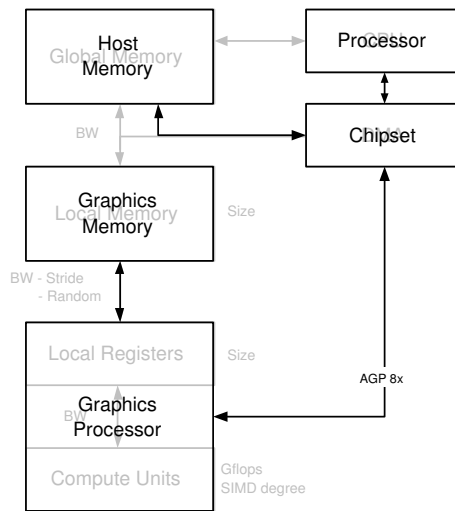 Host
Global Memory
Memory
CPU
Processor
BW
DMA
Chipset
Graphics
Local Memory
Memory
Size
BW - Stride
- Random
Local Registers
Size
AGP 8x
BW
Graphics
Processor
Compute Units
Gflops
SIMD degree